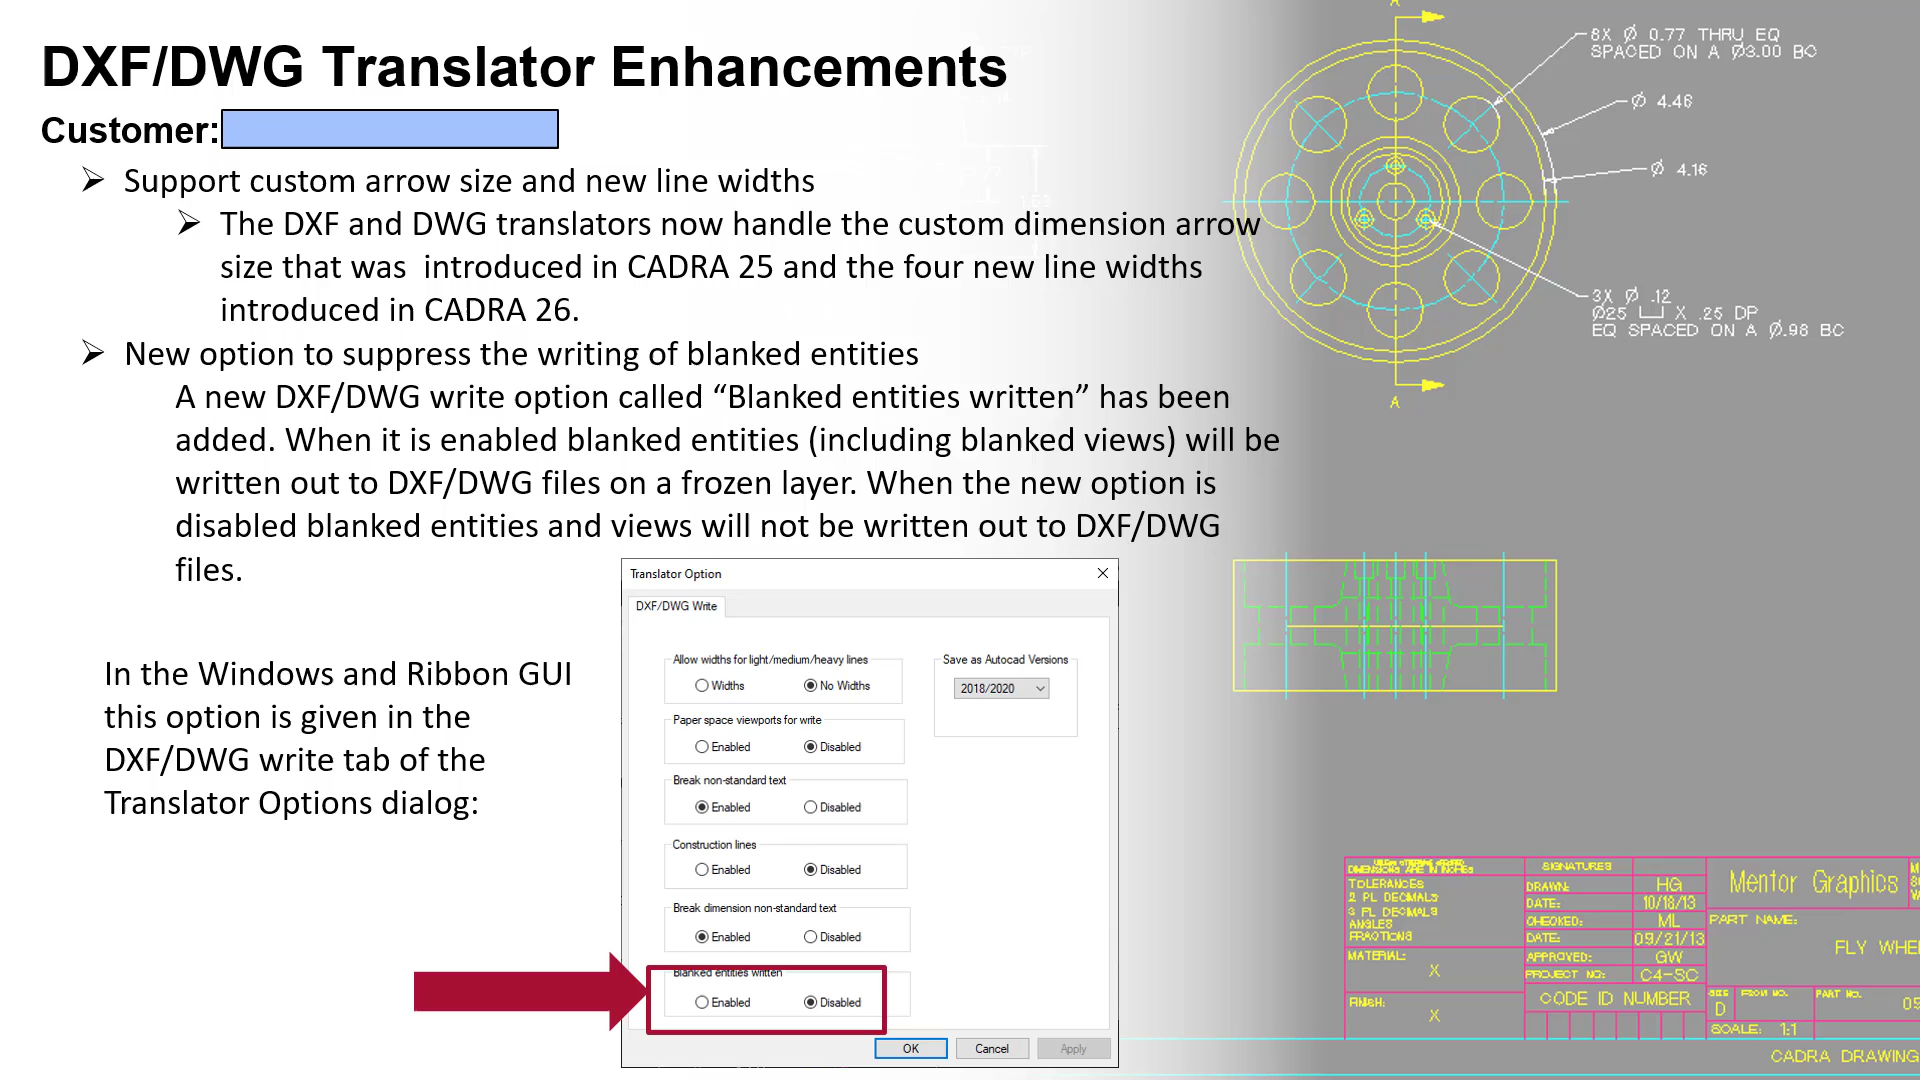 DXF/DWG Translator Enhancements
Customer:
Support custom arrow size and new line widths
The DXF and DWG translators now handle the custom dimension arrow
size that was  introduced in CADRA 25 and the four new line widths
introduced in CADRA 26.
New option to suppress the writing of blanked entities
A new DXF/DWG write option called “Blanked entities written” has been
added. When it is enabled blanked entities (including blanked views) will be
written out to DXF/DWG files on a frozen layer. When the new option is
disabled blanked entities and views will not be written out to DXF/DWG
files.
In the Windows and Ribbon GUI
this option is given in the
DXF/DWG write tab of the
Translator Options dialog:
Translator Option
DXF/DWG Write
Allow widths for light/medium/heavy lines
Widths No Widths
Save as Autocad Versions
2018/2020
Paper space viewports for write
Enabled Disabled
Break non-standard text
Enabled Disabled
Construction lines
Enabled Disabled
Break dimension non-standard text
Enabled Disabled
Blanked entities written
Enabled Disabled
OK Cancel Apply
A
8X Ø 0.77 THRU EQ
SPACED ON A Ø3.00 BC
Ø 4.46
Ø 4.16
3X Ø .12
Ø25 ⌴ X .25 DP
EQ SPACED ON A Ø.98 BC
A
DIMENSIONS ARE IN INCHES
TOLERANCES
2 PL DECIMALS
3 PL DECIMALS
ANGLES
FRACTIONS
MATERIAL:
X
FINISH:
X
SIGNATURES
DRAWN: HG
DATE: 10/18/13
CHECKED: ML
DATE: 09/21/13
APPROVED: GW
PROJECT NO: C4-SC
CODE ID NUMBER
Mentor Graphics
PART NAME:
FLY WHE
SIZE
D
FROM NO.
PART NO.
05
SCALE: 1:1
CADRA DRAWING